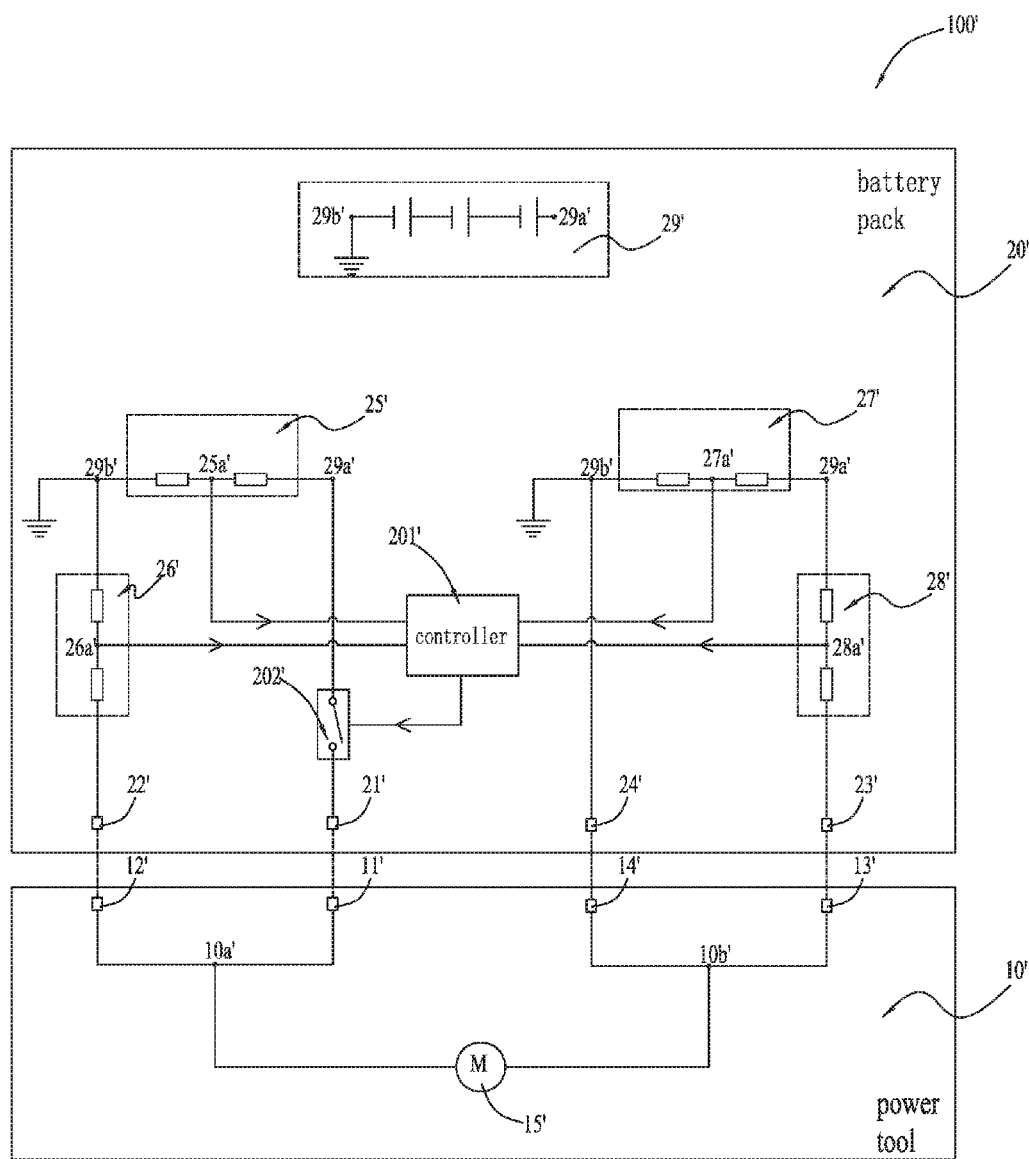 100'
battery
pack
29b'
29a'
29'
20'
25'
27'
29b'
25a'
29a'
29b'
27a'
29a'
201'
26'
28'
controller
26a'
28a'
202'
22'
21'
24'
23'
12'
11'
14'
13'
10a'
10b'
10'
M
15'
power
tool